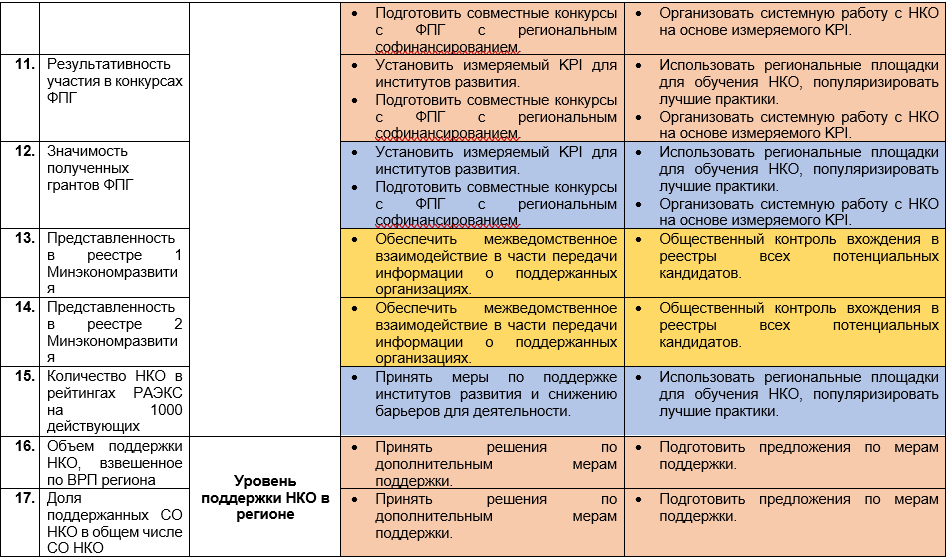 • Подготовить совместные конкурсы
с ФПГ с региональным
софинансированием.
• Организовать системную работу с НКО
на основе измеряемого KPI.
11. Результативность
участия в конкурсах
ФПГ
• Установить измеряемый KPI для
институтов развития.
• Подготовить совместные конкурсы
с ФПГ с региональным
софинансированием.
• Использовать региональные площадки
для обучения НКО, популяризировать
лучшие практики.
• Организовать системную работу с НКО
на основе измеряемого KPI.
12. Значимость
полученных
грантов ФПГ
• Установить измеряемый KPI для
институтов развития.
• Подготовить совместные конкурсы
с ФПГ с региональным
софинансированием.
• Использовать региональные площадки
для обучения НКО, популяризировать
лучшие практики.
• Организовать системную работу с НКО
на основе измеряемого KPI.
13. Представленность
в реестре 1
Минэкономразвити
я
• Обеспечить межведомственное
взаимодействие в части передачи
информации о поддержанных
организациях.
• Общественный контроль вхождения в
реестры всех потенциальных
кандидатов.
14. Представленность
в реестре 2
Минэкономразвити
я
• Обеспечить межведомственное
взаимодействие в части передачи
информации о поддержанных
организациях.
• Общественный контроль вхождения в
реестры всех потенциальных
кандидатов.
15. Количество НКО в
рейтингах РАЭКС
на 1000
действующих
• Принять меры по поддержке
институтов развития и снижению
барьеров для деятельности.
• Использовать региональные площадки
для обучения НКО, популяризировать
лучшие практики.
16. Объем поддержки
НКО, взвешенное
по ВРП региона
Уровень
поддержки НКО в
регионе
• Принять решения по
дополнительным мерам
поддержки.
• Подготовить предложения по мерам
поддержки.
17. Доля
поддержанных СО
НКО в общем числе
СО НКО
• Принять решения по
дополнительным мерам
поддержки.
• Подготовить предложения по мерам
поддержки.